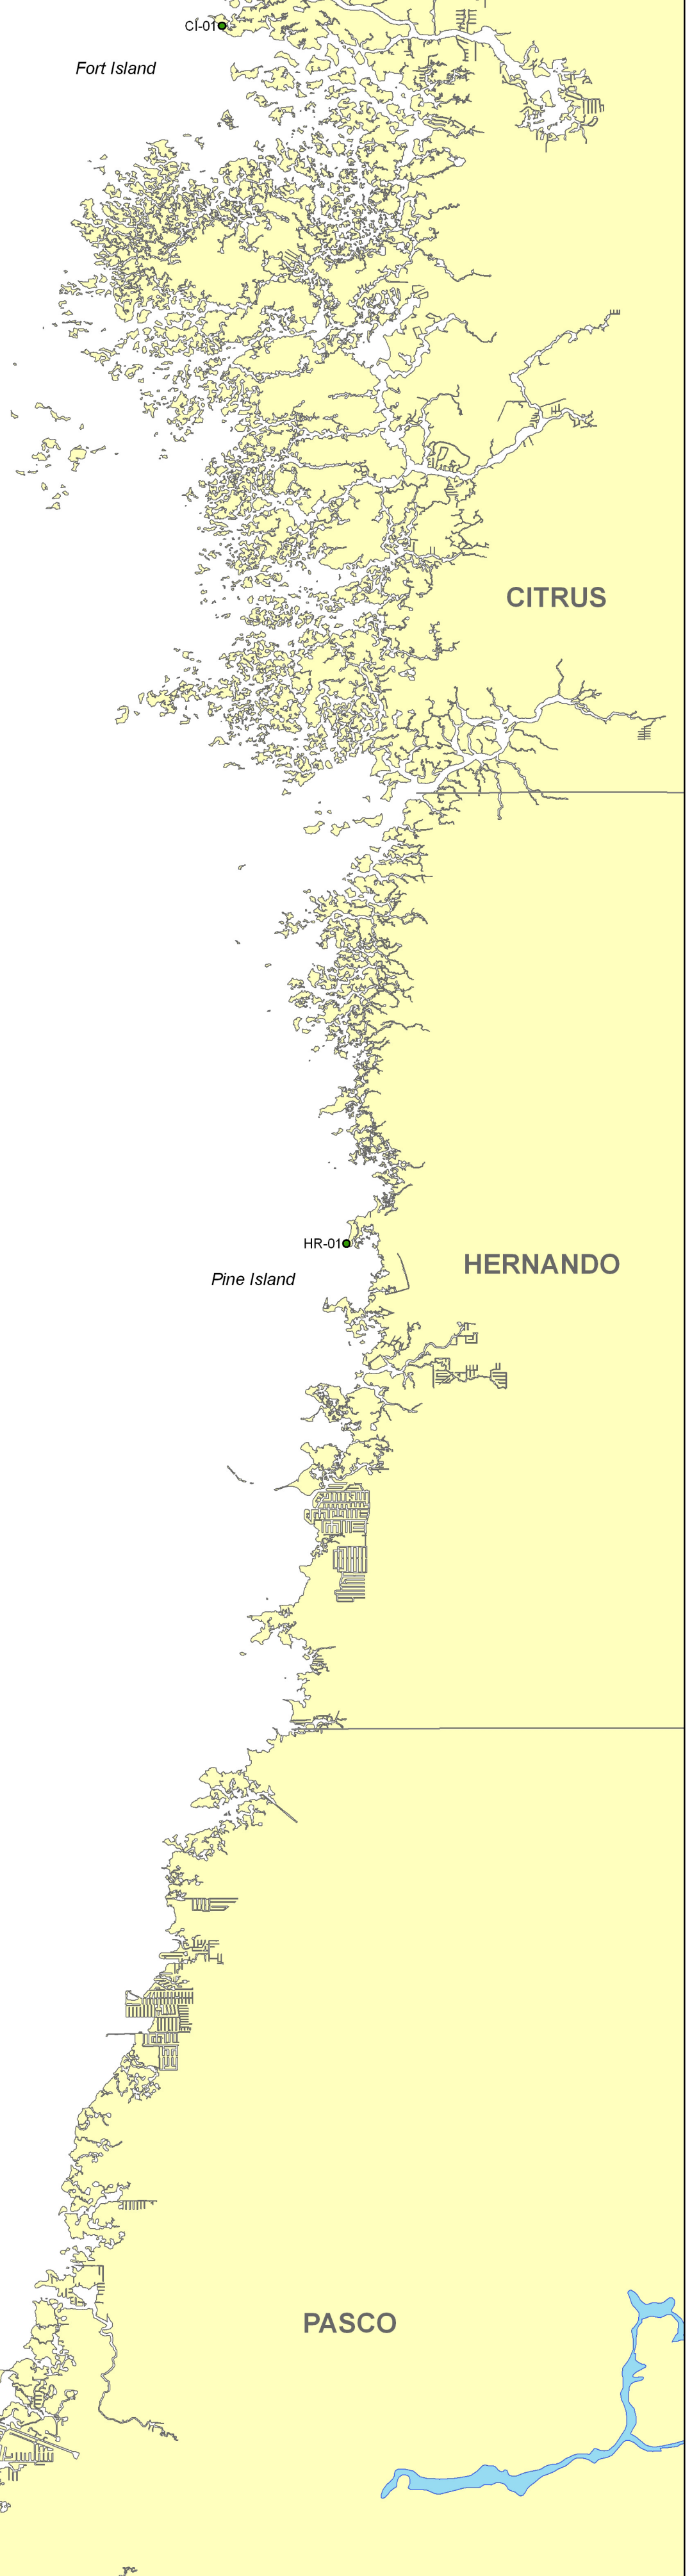 CI-01
Fort Island
CITRUS
HR-01
HERNANDO
Pine Island
PASCO